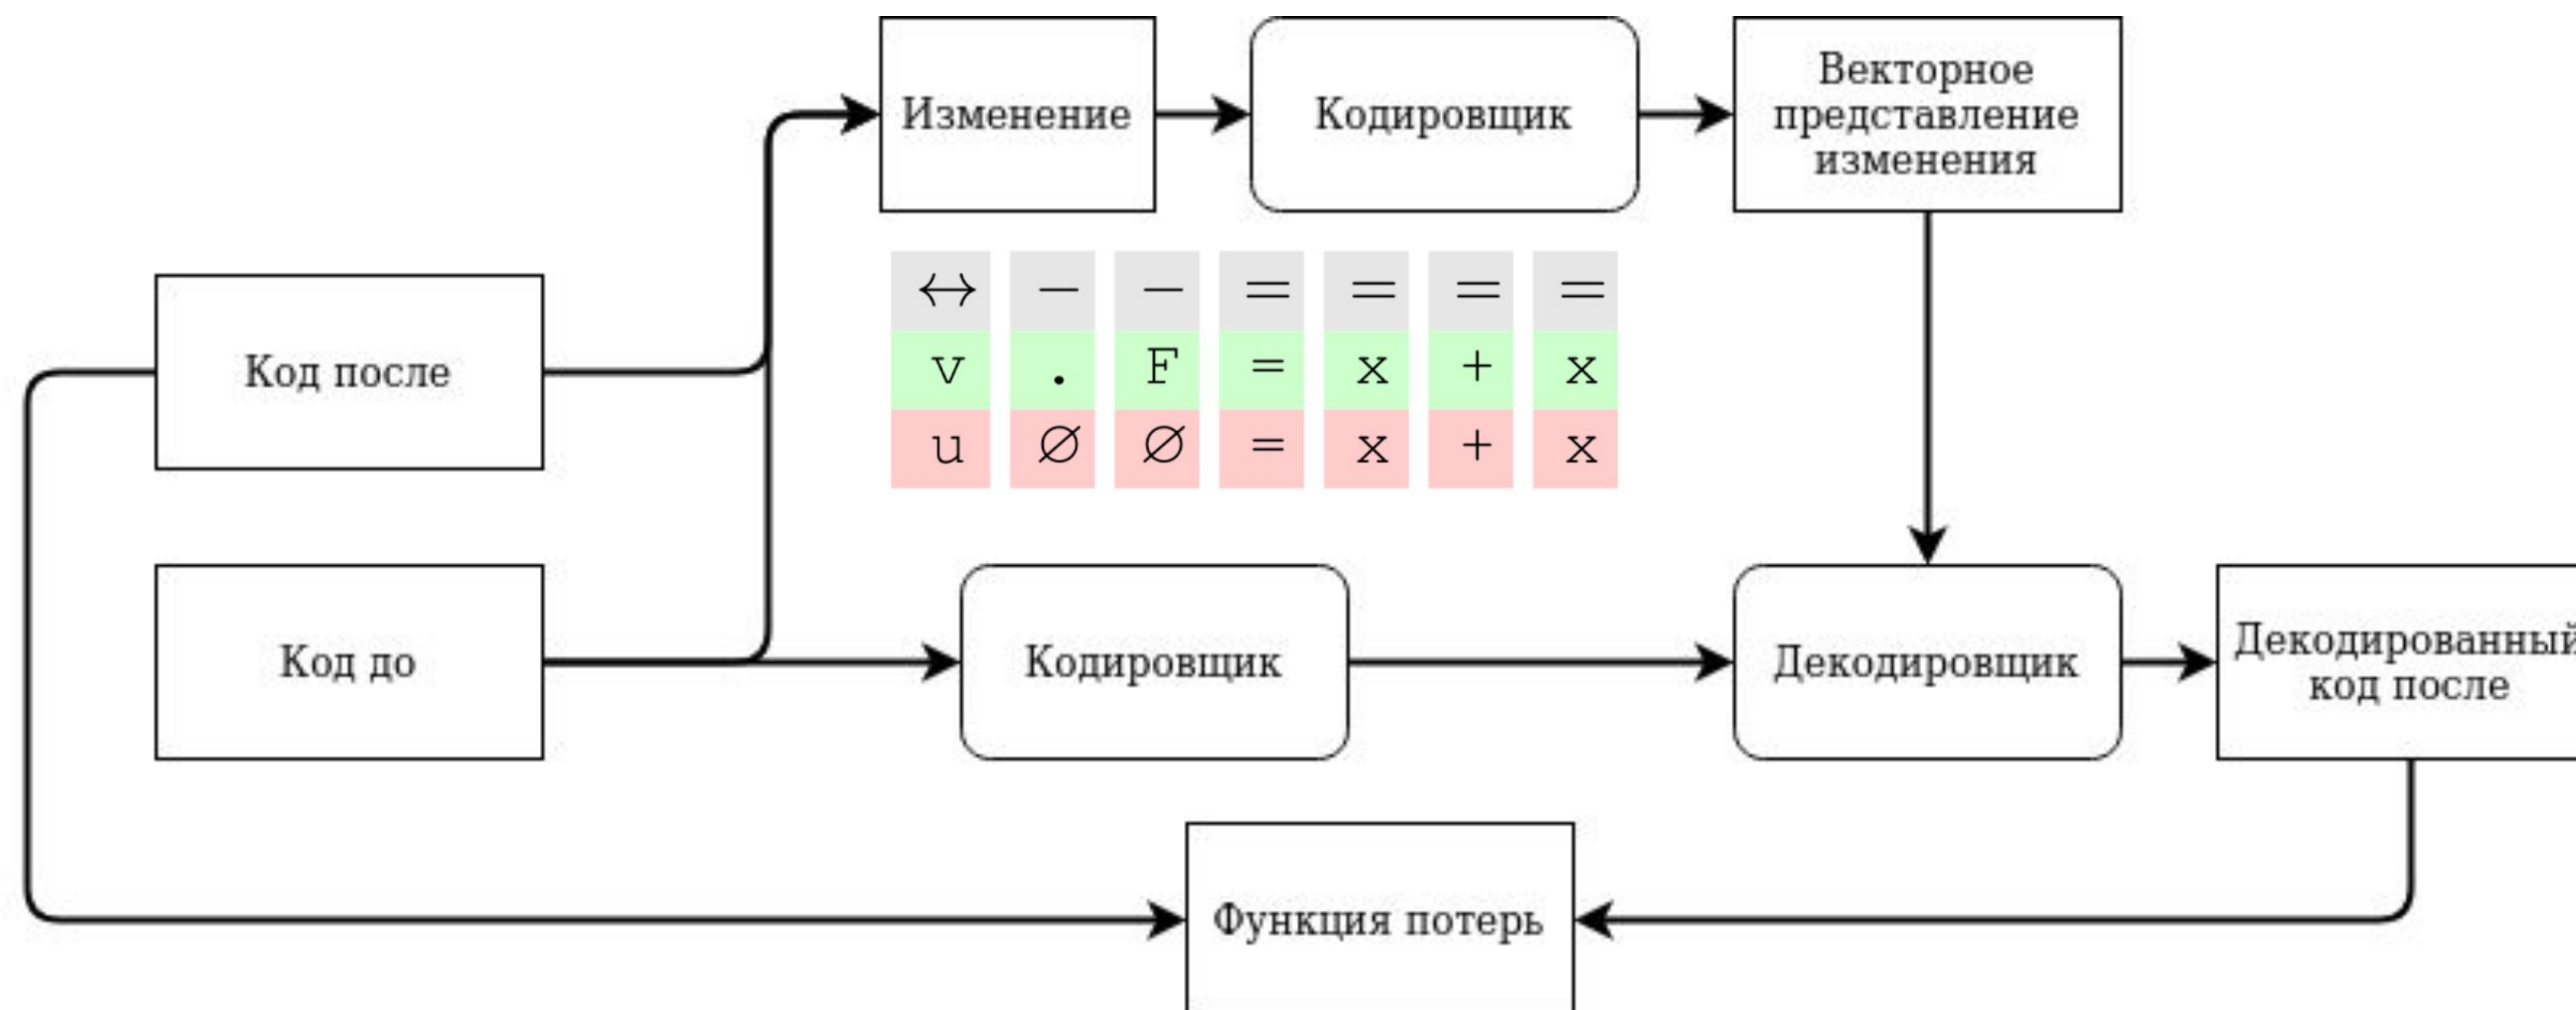 Изменение
Кодировщик
Векторное
представление
изменения
↔ − − = = = =
v . F = x + x
u ∅ ∅ = x + x
Код после
Код до
Кодировщик
Декодировщик
Декодированный
код после
Функция потерь